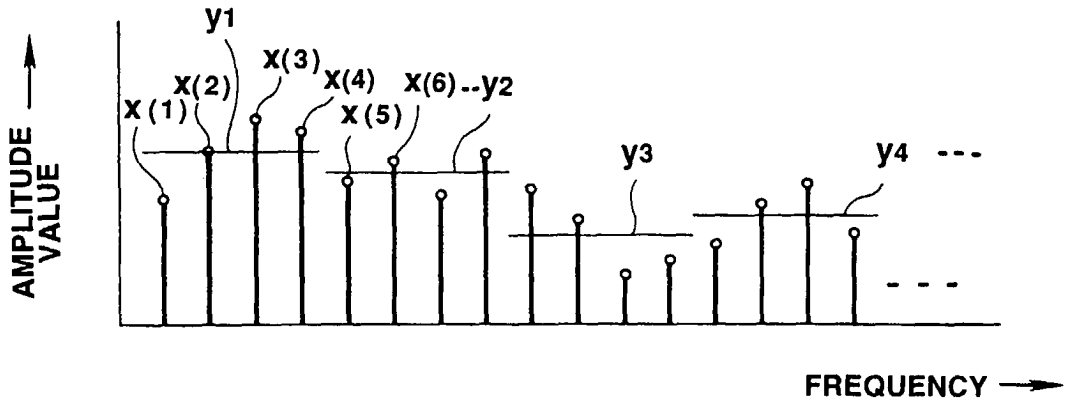 y1
x(1)
x(2)
x(3)
x(4)
x(5)
x(6)--y2
y3
y4
---
---
AMPLITUDE
VALUE
FREQUENCY